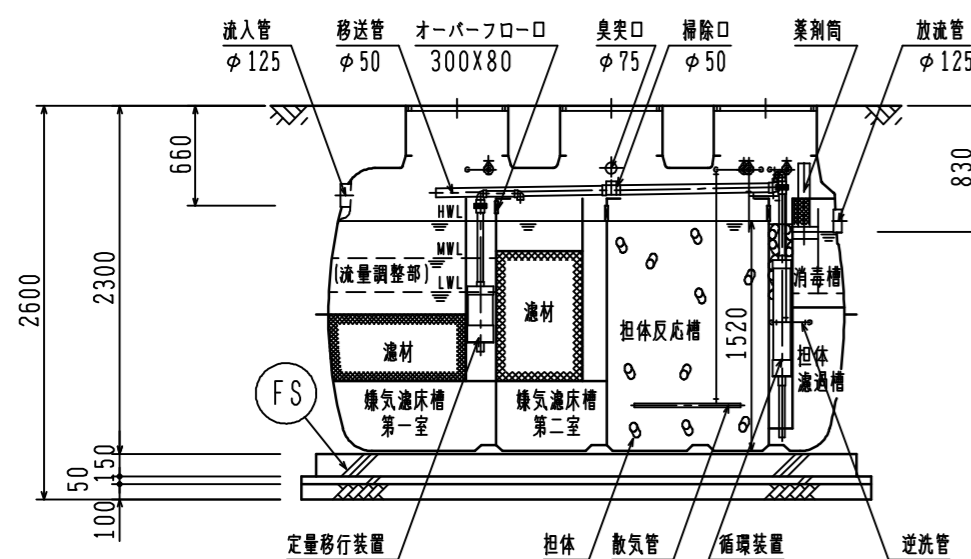 流入管
φ125
移送管
φ50
オーバーフロー口
300X80
臭突口
φ75
掃除口
φ50
薬剤筒
放流管
φ125
660
830
2300
2600
HWL
MWL
(流量調整部)
LWL
濾材
濾材
担体反応槽
1520
消毒槽
担体
濾過槽
嫌気濾床槽
第一室
嫌気濾床槽
第二室
FS
150
50
100
定量移行装置
担体
散気管
循環装置
逆洗管